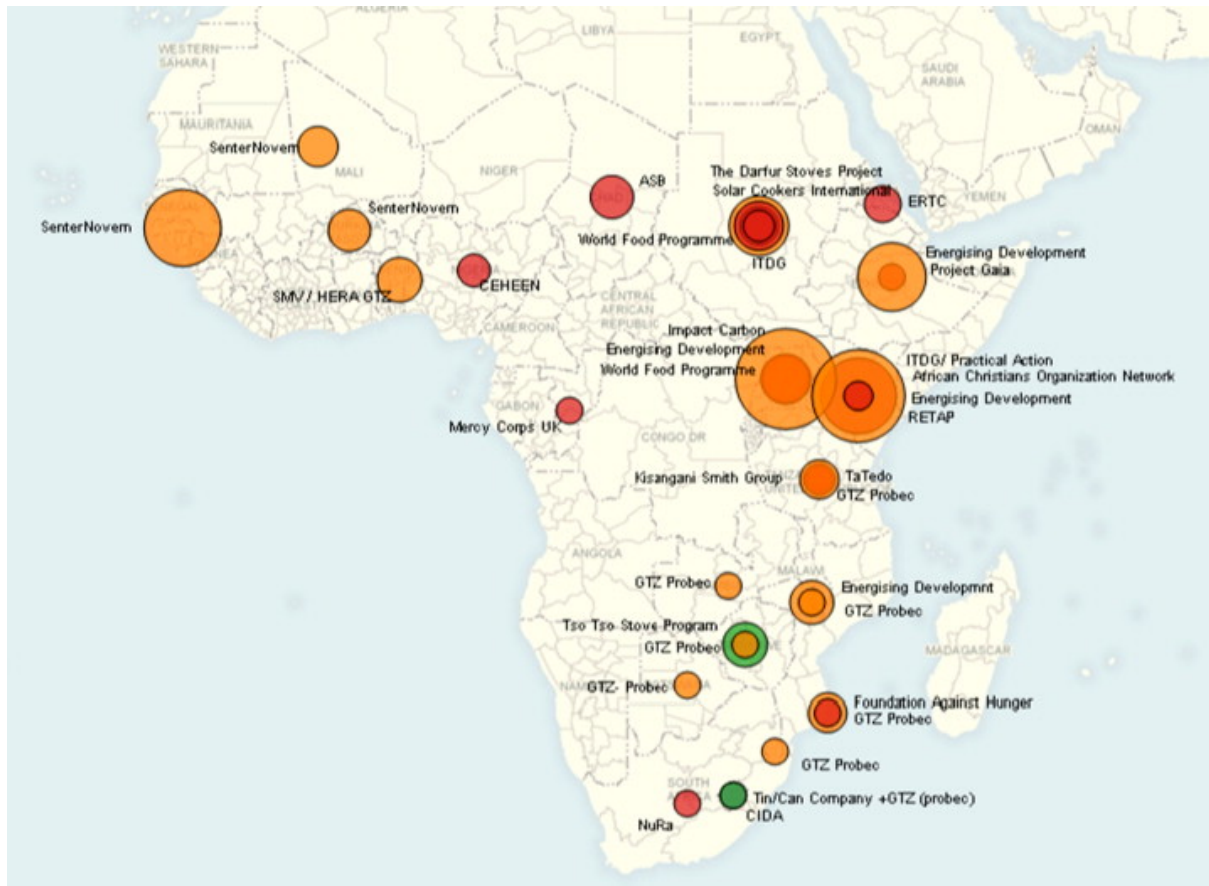 ALGERIA
LIBYA
EGYPT
WESTERN
SAHARA
SAUDI
ARABIA
OMAN
MAURITANIA
SenterNovem
MALI
NIGER
ASB
The Darfur Stoves Project
Solar Cookers International
ERTC
YEMEN
SenterNovem
SenterNovem
World Food Programme
ITDG
Energising Development
Project Gaia
SMV/ HERA GTZ
CEHEEN
CENTRAL
AFRICAN
REPUBLIC
CAMEROON
Impact Carbon
Energising Development
World Food Programme
ITDG/ Practical Action
African Christians Organization Network
Energising Development
RETAP
GABON
Mercy Corps UK
CONGO DR
Kisangani Smith Group
TaTedo
GTZ Probec
ANGOLA
MALAWI
GTZ Probec
Energising Developmnt
GTZ Probec
Tso Tso Stove Program
GTZ Probec
MADAGASCAR
GTZ- Probec
Foundation Against Hunger
GTZ Probec
GTZ Probec
SOUTH
Tin/Can Company +GTZ (probec)
CIDA
NuRa